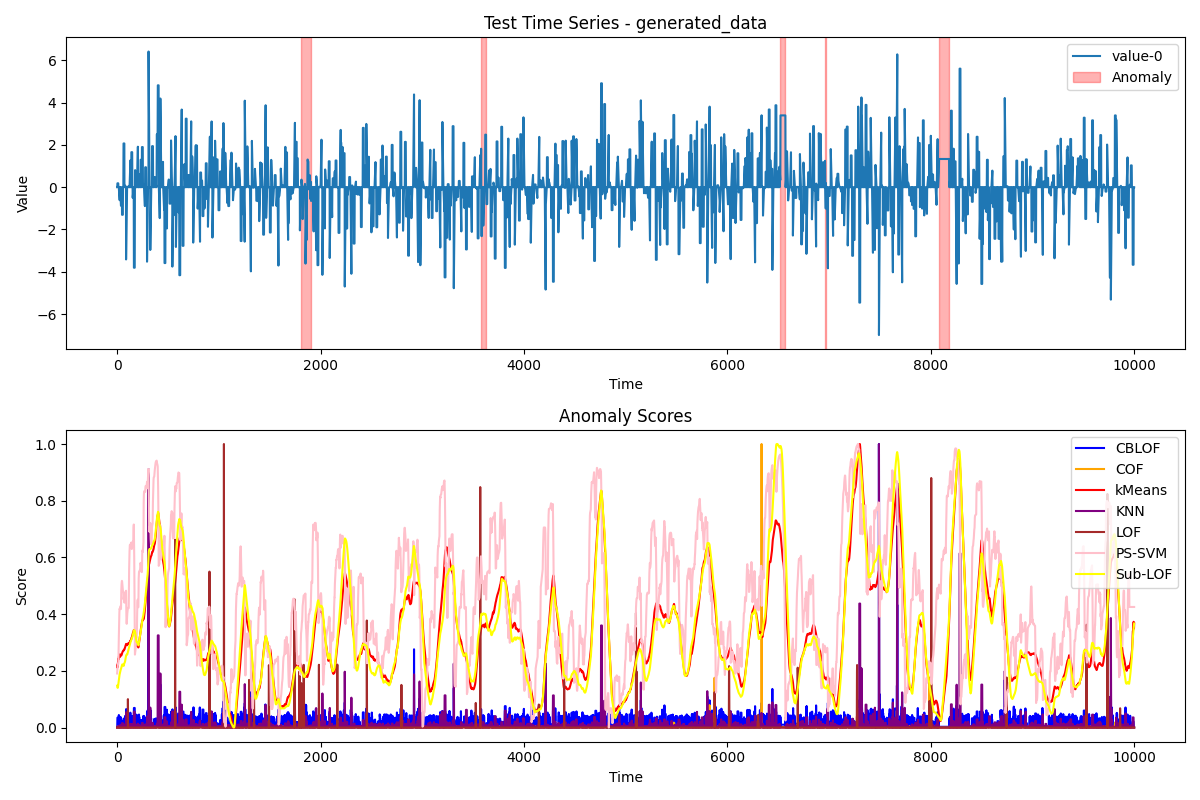 Test Time Series - generated_data
6
4
2
0
−2
−4
−6
Value
value-0
Anomaly
0
2000
4000
6000
8000
10000
Time
Anomaly Scores
1.0
0.8
0.6
0.4
0.2
0.0
Score
CBLOF
COF
kMeans
KNN
LOF
PS-SVM
Sub-LOF
0
2000
4000
6000
8000
10000
Time